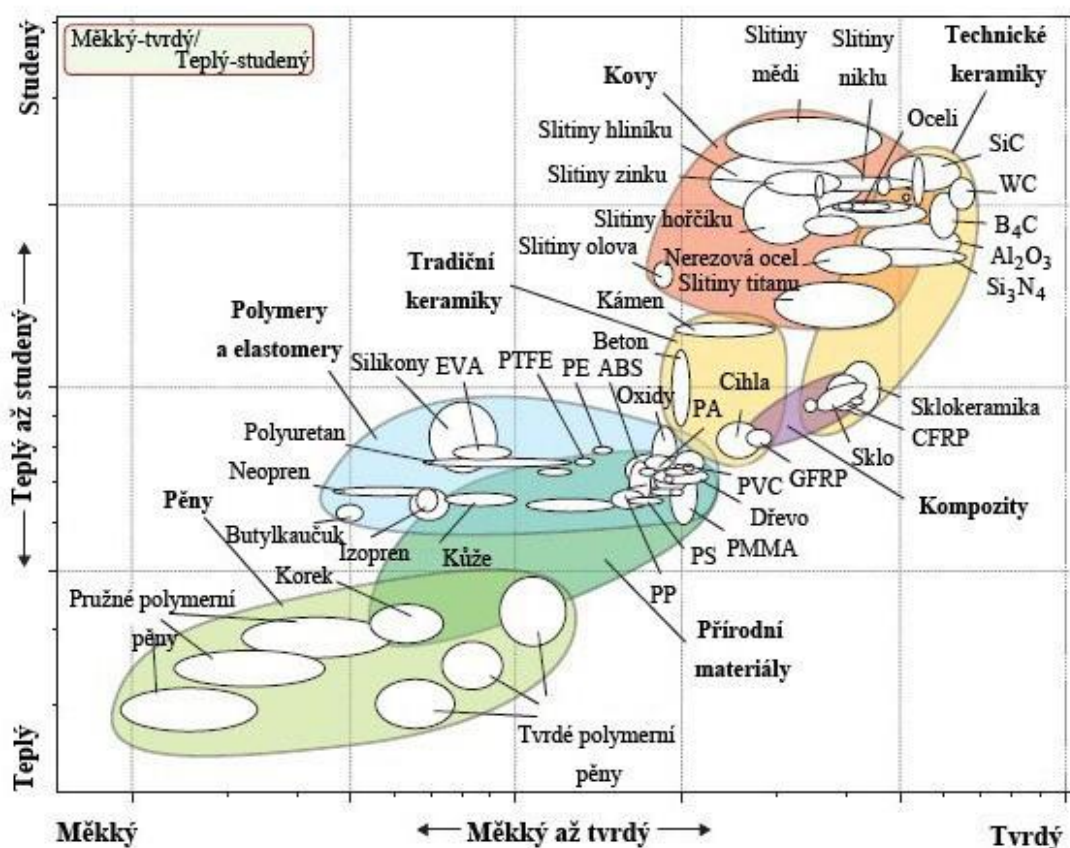 Měkký-tvrdý/
Teplý-studený
Studený
Teplý až studený
Teplý
Slitiny
mědi
Slitiny
niklu
Technické
keramiky
Kovy
Oceli
Slitiny hliníku
SiC
Slitiny zinku
WC
Slitiny hořčíku
B₄C
Slitiny olova
Nerezová ocel
Al₂O₃
Tradiční
keramiky
Slitiny titanu
Si₃N₄
Kámen
Polymery
a elastomery
Beton
Silikony
EVA
PTFE
PE
ABS
Cihla
Oxidy
PA
Sklokeramika
CFRP
Polyuretan
Sklo
Neopren
GFRP
PVC
Pěny
Kompozity
Dřevo
Butylkaučuk
Izopren
Kůže
PMMA
PS
Korek
PP
Pružné polymerní
pěny
Přírodní
materiály
Tvrdé polymerní
pěny
Měkký
Měkký až tvrdý
Tvrdý